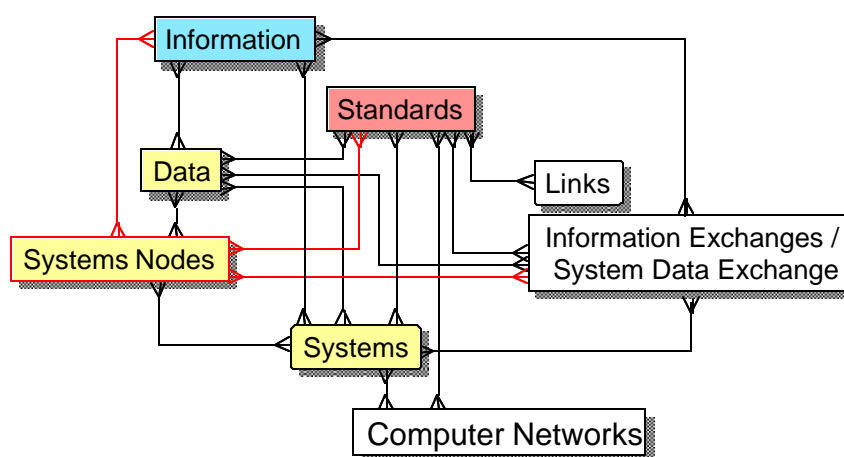 Information
Standards
Data
Links
Systems Nodes
Information Exchanges /
System Data Exchange
Systems
Computer Networks